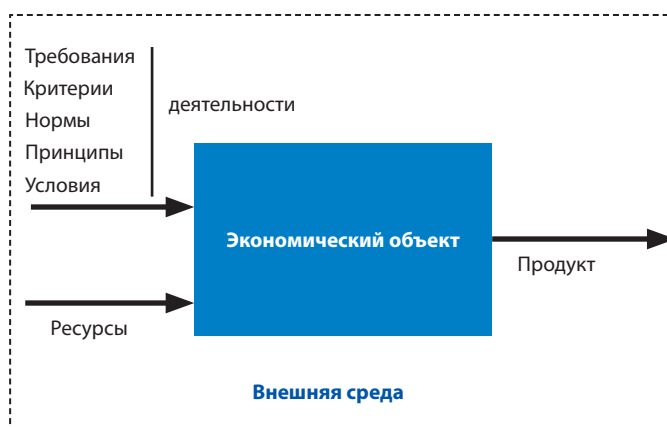 Требования
Критерии
Нормы
Принципы
Условия
деятельности
Экономический объект
Продукт
Ресурсы
Внешняя среда